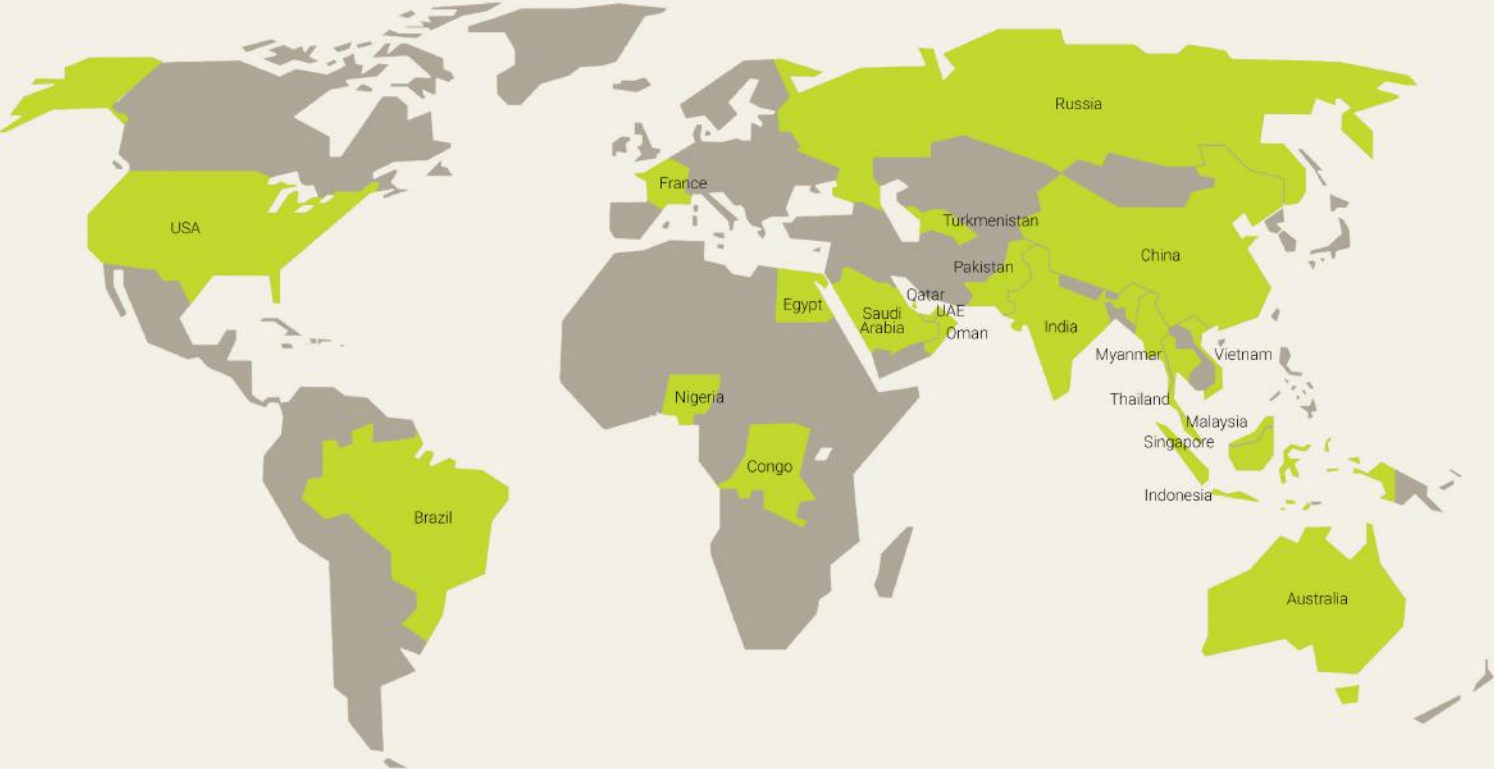 Russia
France
USA
Turkmenistan
China
Pakistan
Qatar
Egypt
UAE
Saudi
Arabia
India
Oman
Myanmar
Vietnam
Nigeria
Thailand
Malaysia
Singapore
Congo
Indonesia
Brazil
Australia